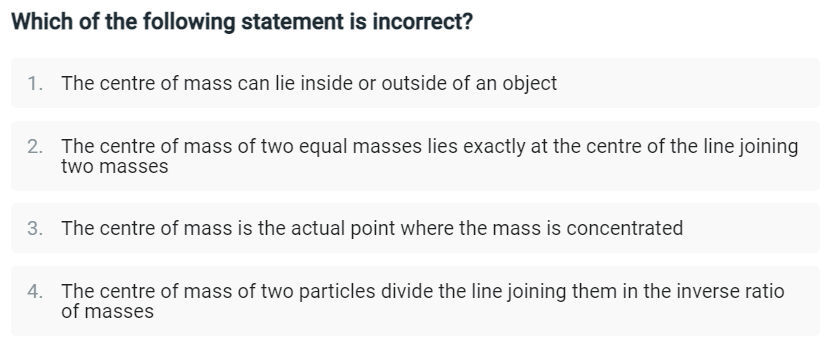 Which of the following statement is incorrect?
1. The centre of mass can lie inside or outside of an object
2. The centre of mass of two equal masses lies exactly at the centre of the line joining
two masses
3. The centre of mass is the actual point where the mass is concentrated
4. The centre of mass of two particles divide the line joining them in the inverse ratio
of masses